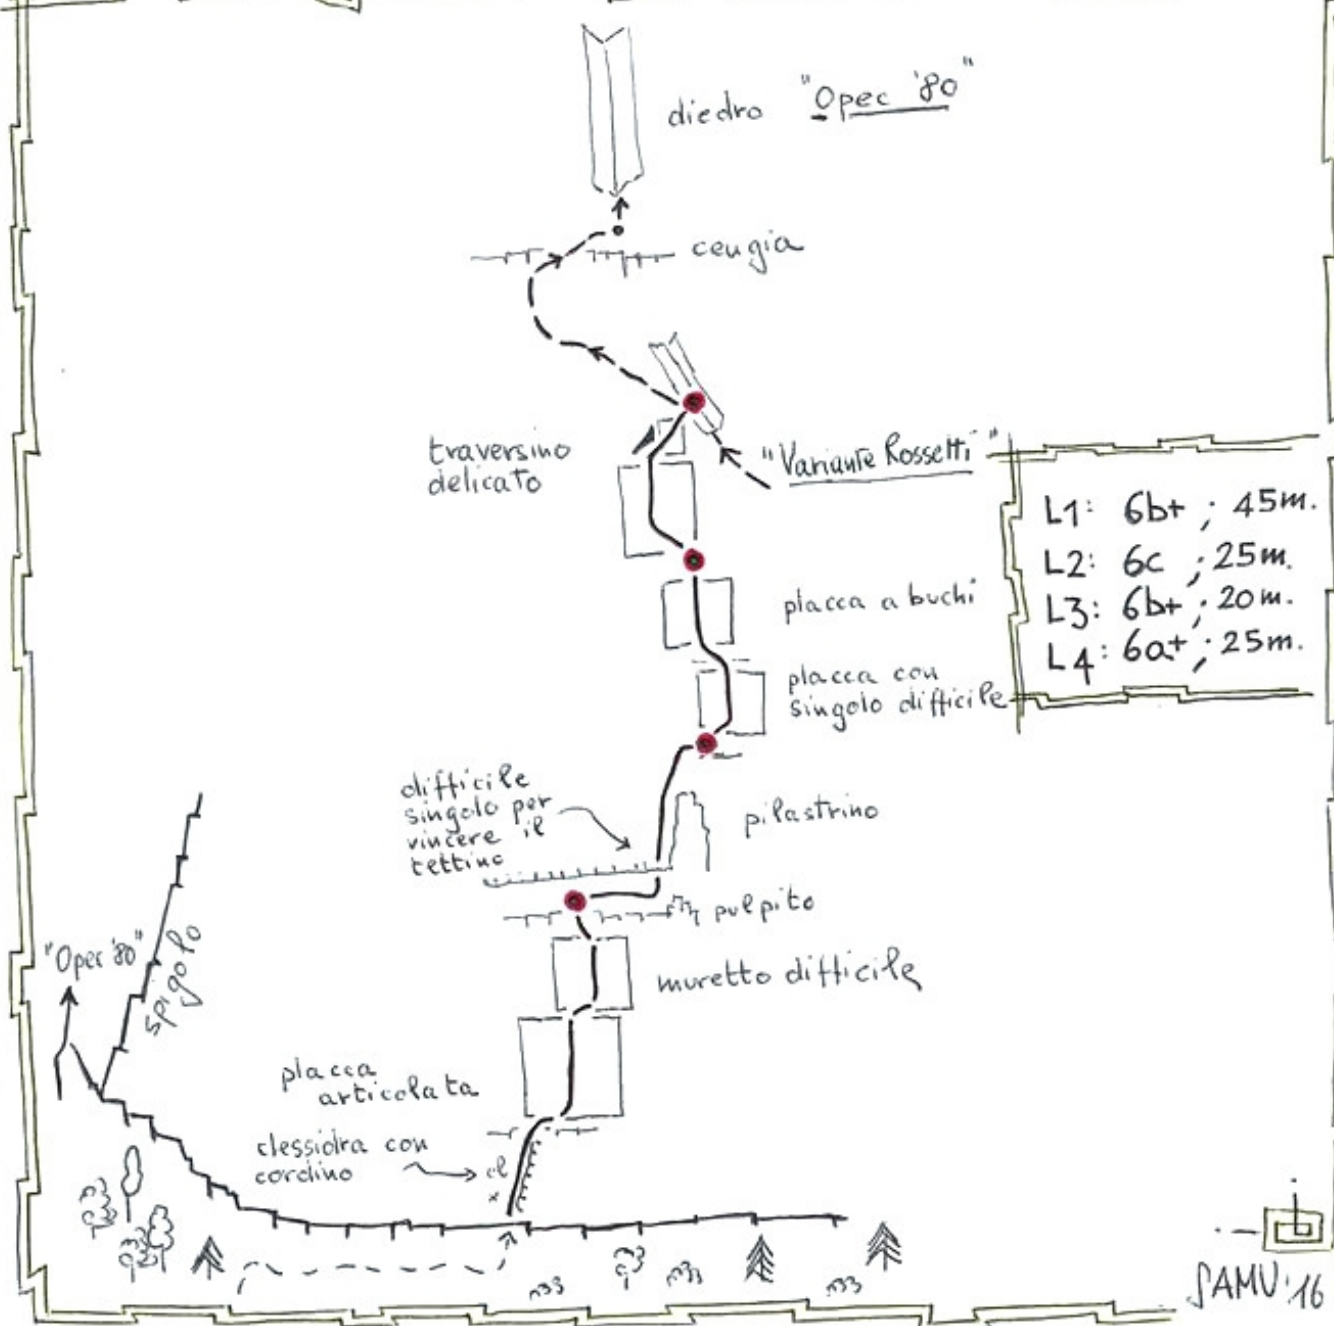 diedro "Opec '80"
cengia
traversino
delicato
"Variante Rossetti"
L1: 6b+ ; 45m.
L2: 6c ; 25m.
L3: 6b+ ; 20m.
L4: 6a+ ; 25m.
placca a buchi
placca con
singolo difficile
difficile
singolo per
vincere il
tettino
pilastrino
pulpito
"Opec '80"
spigolo
muretto difficile
placca
articolata
clessidra con
cordino
cl
x
SAMU '16